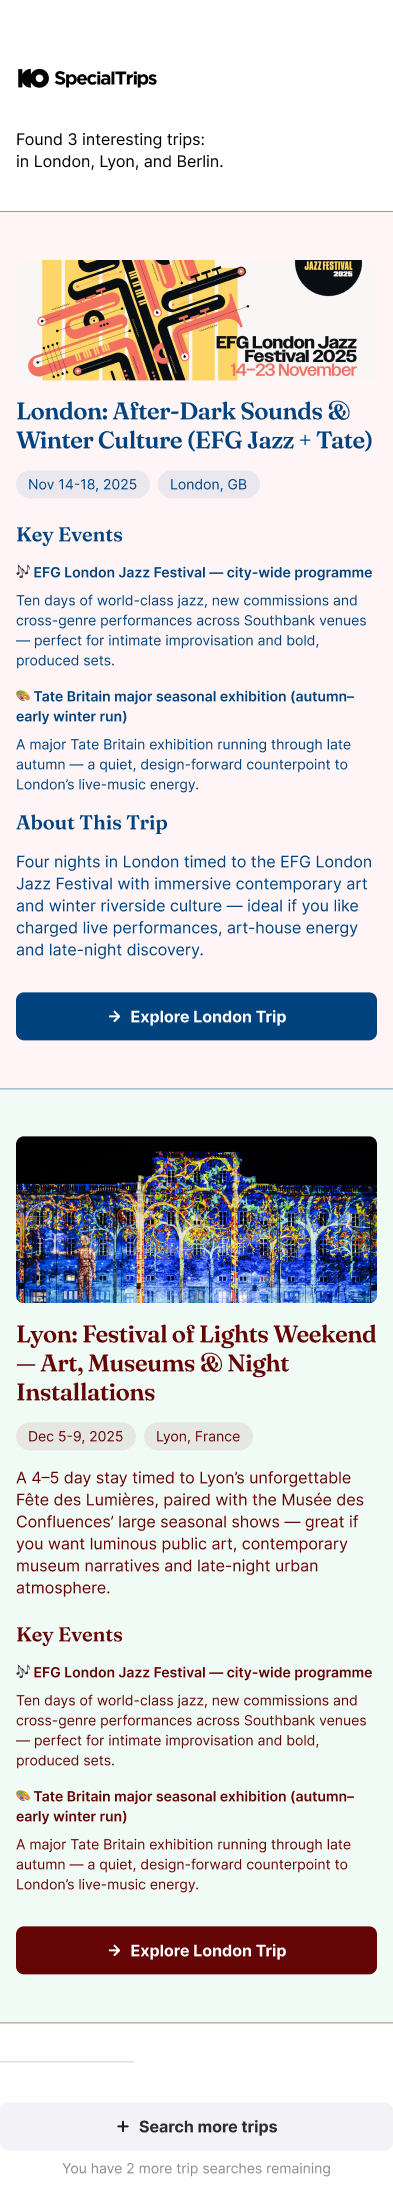 SpecialTrips
Found 3 interesting trips:
in London, Lyon, and Berlin.
JAZZ FESTIVAL
2025
EFG London Jazz
Festival 2025
14–23 November
London: After-Dark Sounds &
Winter Culture (EFG Jazz + Tate)
Nov 14-18, 2025
London, GB
Key Events
🎶 EFG London Jazz Festival — city-wide programme
Ten days of world-class jazz, new commissions and
cross-genre performances across Southbank venues
— perfect for intimate improvisation and bold,
produced sets.
🎨 Tate Britain major seasonal exhibition (autumn–
early winter run)
A major Tate Britain exhibition running through late
autumn — a quiet, design-forward counterpoint to
London’s live-music energy.
About This Trip
Four nights in London timed to the EFG London
Jazz Festival with immersive contemporary art
and winter riverside culture — ideal if you like
charged live performances, art-house energy
and late-night discovery.
→ Explore London Trip
Lyon: Festival of Lights Weekend
— Art, Museums & Night
Installations
Dec 5-9, 2025
Lyon, France
A 4–5 day stay timed to Lyon’s unforgettable
Fête des Lumières, paired with the Musée des
Confluences’ large seasonal shows — great if
you want luminous public art, contemporary
museum narratives and late-night urban
atmosphere.
Key Events
🎶 EFG London Jazz Festival — city-wide programme
Ten days of world-class jazz, new commissions and
cross-genre performances across Southbank venues
— perfect for intimate improvisation and bold,
produced sets.
🎨 Tate Britain major seasonal exhibition (autumn–
early winter run)
A major Tate Britain exhibition running through late
autumn — a quiet, design-forward counterpoint to
London’s live-music energy.
→ Explore London Trip
+ Search more trips
You have 2 more trip searches remaining